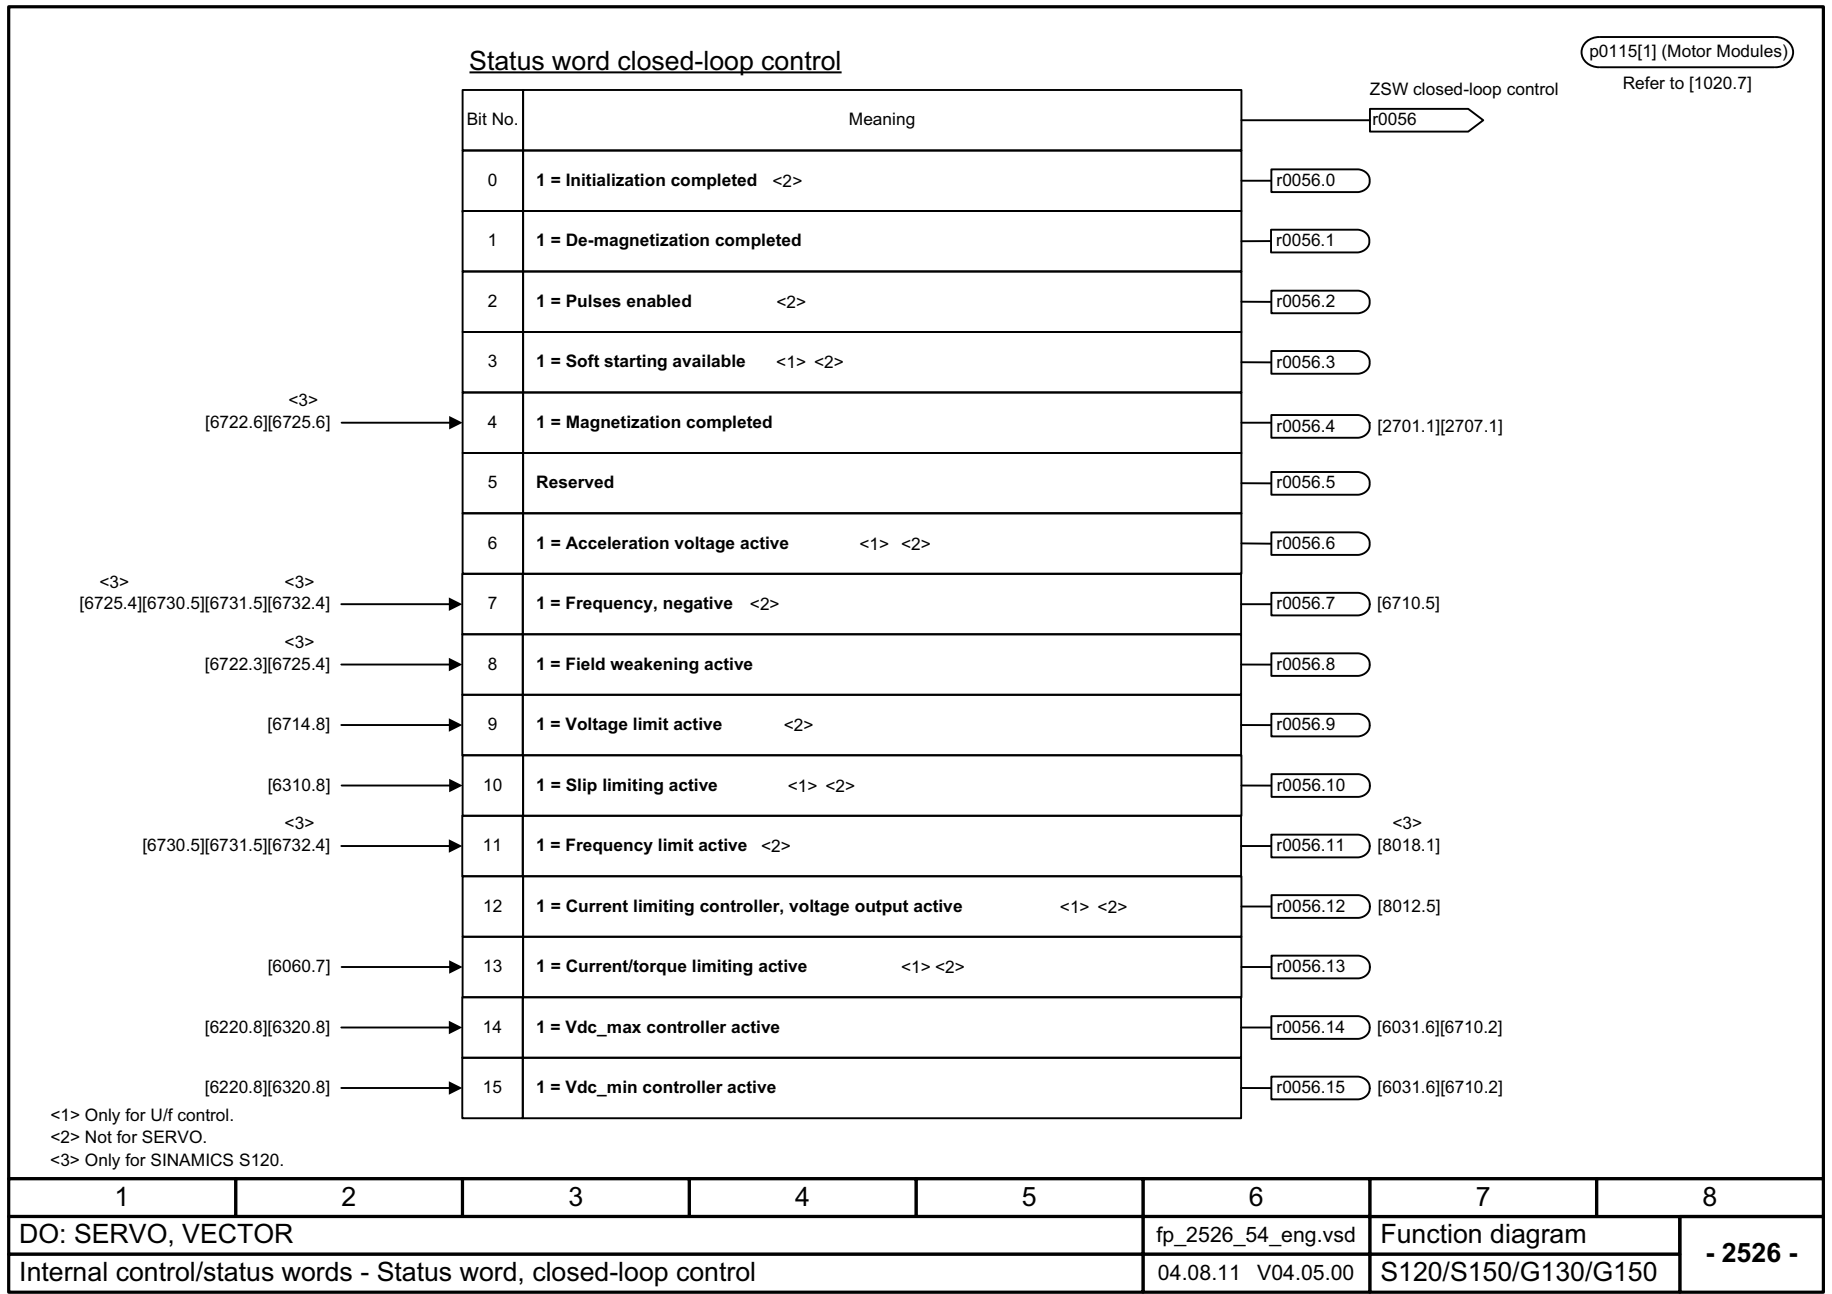 Status word closed-loop control
p0115[1] (Motor Modules)
Refer to [1020.7]
ZSW closed-loop control
Bit No. Meaning r0056
0 1 = Initialization completed <2> r0056.0
1 1 = De-magnetization completed r0056.1
2 1 = Pulses enabled <2> r0056.2
3 1 = Soft starting available <1> <2> r0056.3
<3>
[6722.6][6725.6] 4 1 = Magnetization completed r0056.4 [2701.1][2707.1]
5 Reserved r0056.5
6 1 = Acceleration voltage active <1> <2> r0056.6
<3> <3>
[6725.4][6730.5][6731.5][6732.4] 7 1 = Frequency, negative <2> r0056.7 [6710.5]
<3>
[6722.3][6725.4] 8 1 = Field weakening active r0056.8
[6714.8] 9 1 = Voltage limit active <2> r0056.9
[6310.8] 10 1 = Slip limiting active <1> <2> r0056.10
<3> <3>
[6730.5][6731.5][6732.4] 11 1 = Frequency limit active <2> r0056.11 [8018.1]
12 1 = Current limiting controller, voltage output active <1> <2> r0056.12 [8012.5]
[6060.7] 13 1 = Current/torque limiting active <1> <2> r0056.13
[6220.8][6320.8] 14 1 = Vdc_max controller active r0056.14 [6031.6][6710.2]
[6220.8][6320.8] 15 1 = Vdc_min controller active r0056.15 [6031.6][6710.2]
<1> Only for U/f control.
<2> Not for SERVO.
<3> Only for SINAMICS S120.
1 2 3 4 5 6 7 8
DO: SERVO, VECTOR fp_2526_54_eng.vsd Function diagram
- 2526 -
Internal control/status words - Status word, closed-loop control 04.08.11 V04.05.00 S120/S150/G130/G150